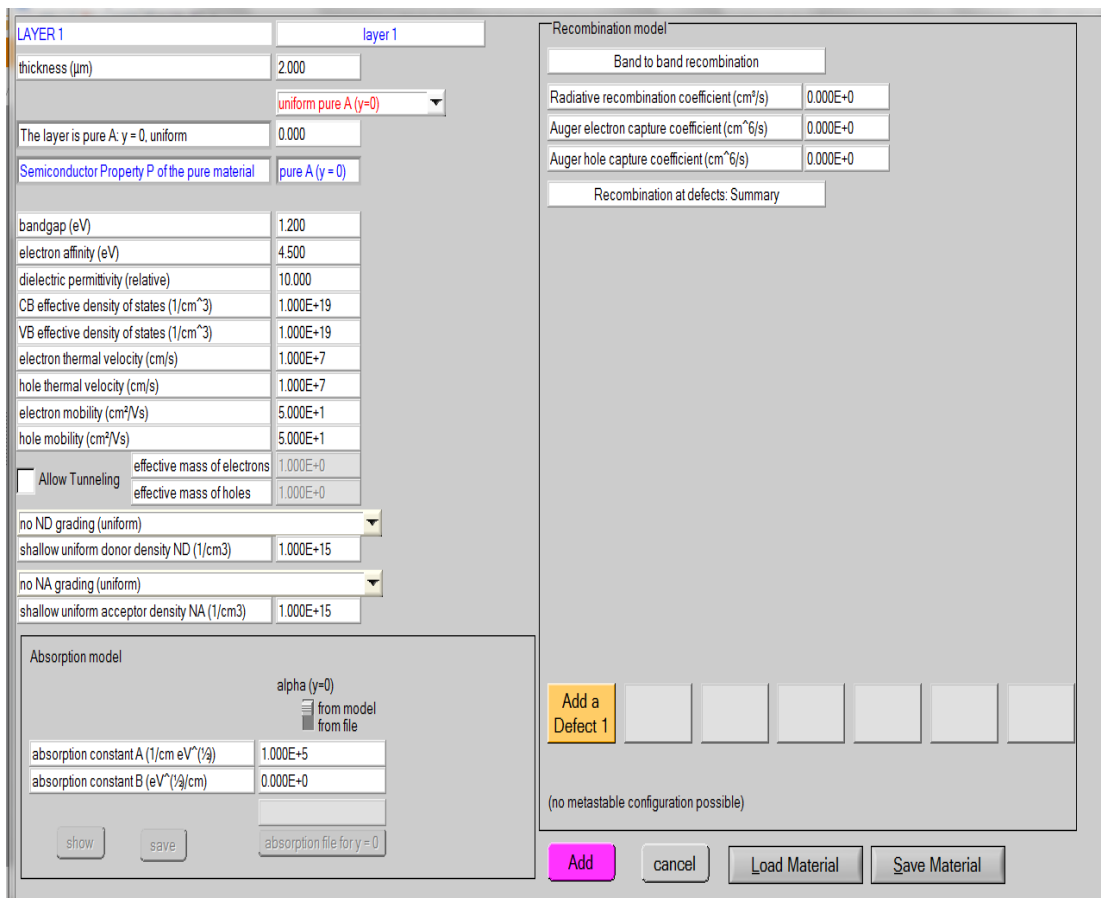 LAYER 1 layer 1
thickness (µm) 2.000
uniform pure A (y=0)
The layer is pure A: y = 0, uniform 0.000
Semiconductor Property P of the pure material pure A (y = 0)
bandgap (eV) 1.200
electron affinity (eV) 4.500
dielectric permittivity (relative) 10.000
CB effective density of states (1/cm^3) 1.000E+19
VB effective density of states (1/cm^3) 1.000E+19
electron thermal velocity (cm/s) 1.000E+7
hole thermal velocity (cm/s) 1.000E+7
electron mobility (cm²/Vs) 5.000E+1
hole mobility (cm²/Vs) 5.000E+1
Allow Tunneling
effective mass of electrons 1.000E+0
effective mass of holes 1.000E+0
no ND grading (uniform)
shallow uniform donor density ND (1/cm3) 1.000E+15
no NA grading (uniform)
shallow uniform acceptor density NA (1/cm3) 1.000E+15
Absorption model
alpha (y=0)
from model
from file
absorption constant A (1/cm eV^(½)) 1.000E+5
absorption constant B (eV^(½)/cm) 0.000E+0
show save absorption file for y = 0
Recombination model
Band to band recombination
Radiative recombination coefficient (cm³/s) 0.000E+0
Auger electron capture coefficient (cm^6/s) 0.000E+0
Auger hole capture coefficient (cm^6/s) 0.000E+0
Recombination at defects: Summary
Add a
Defect 1
(no metastable configuration possible)
Add cancel Load Material Save Material